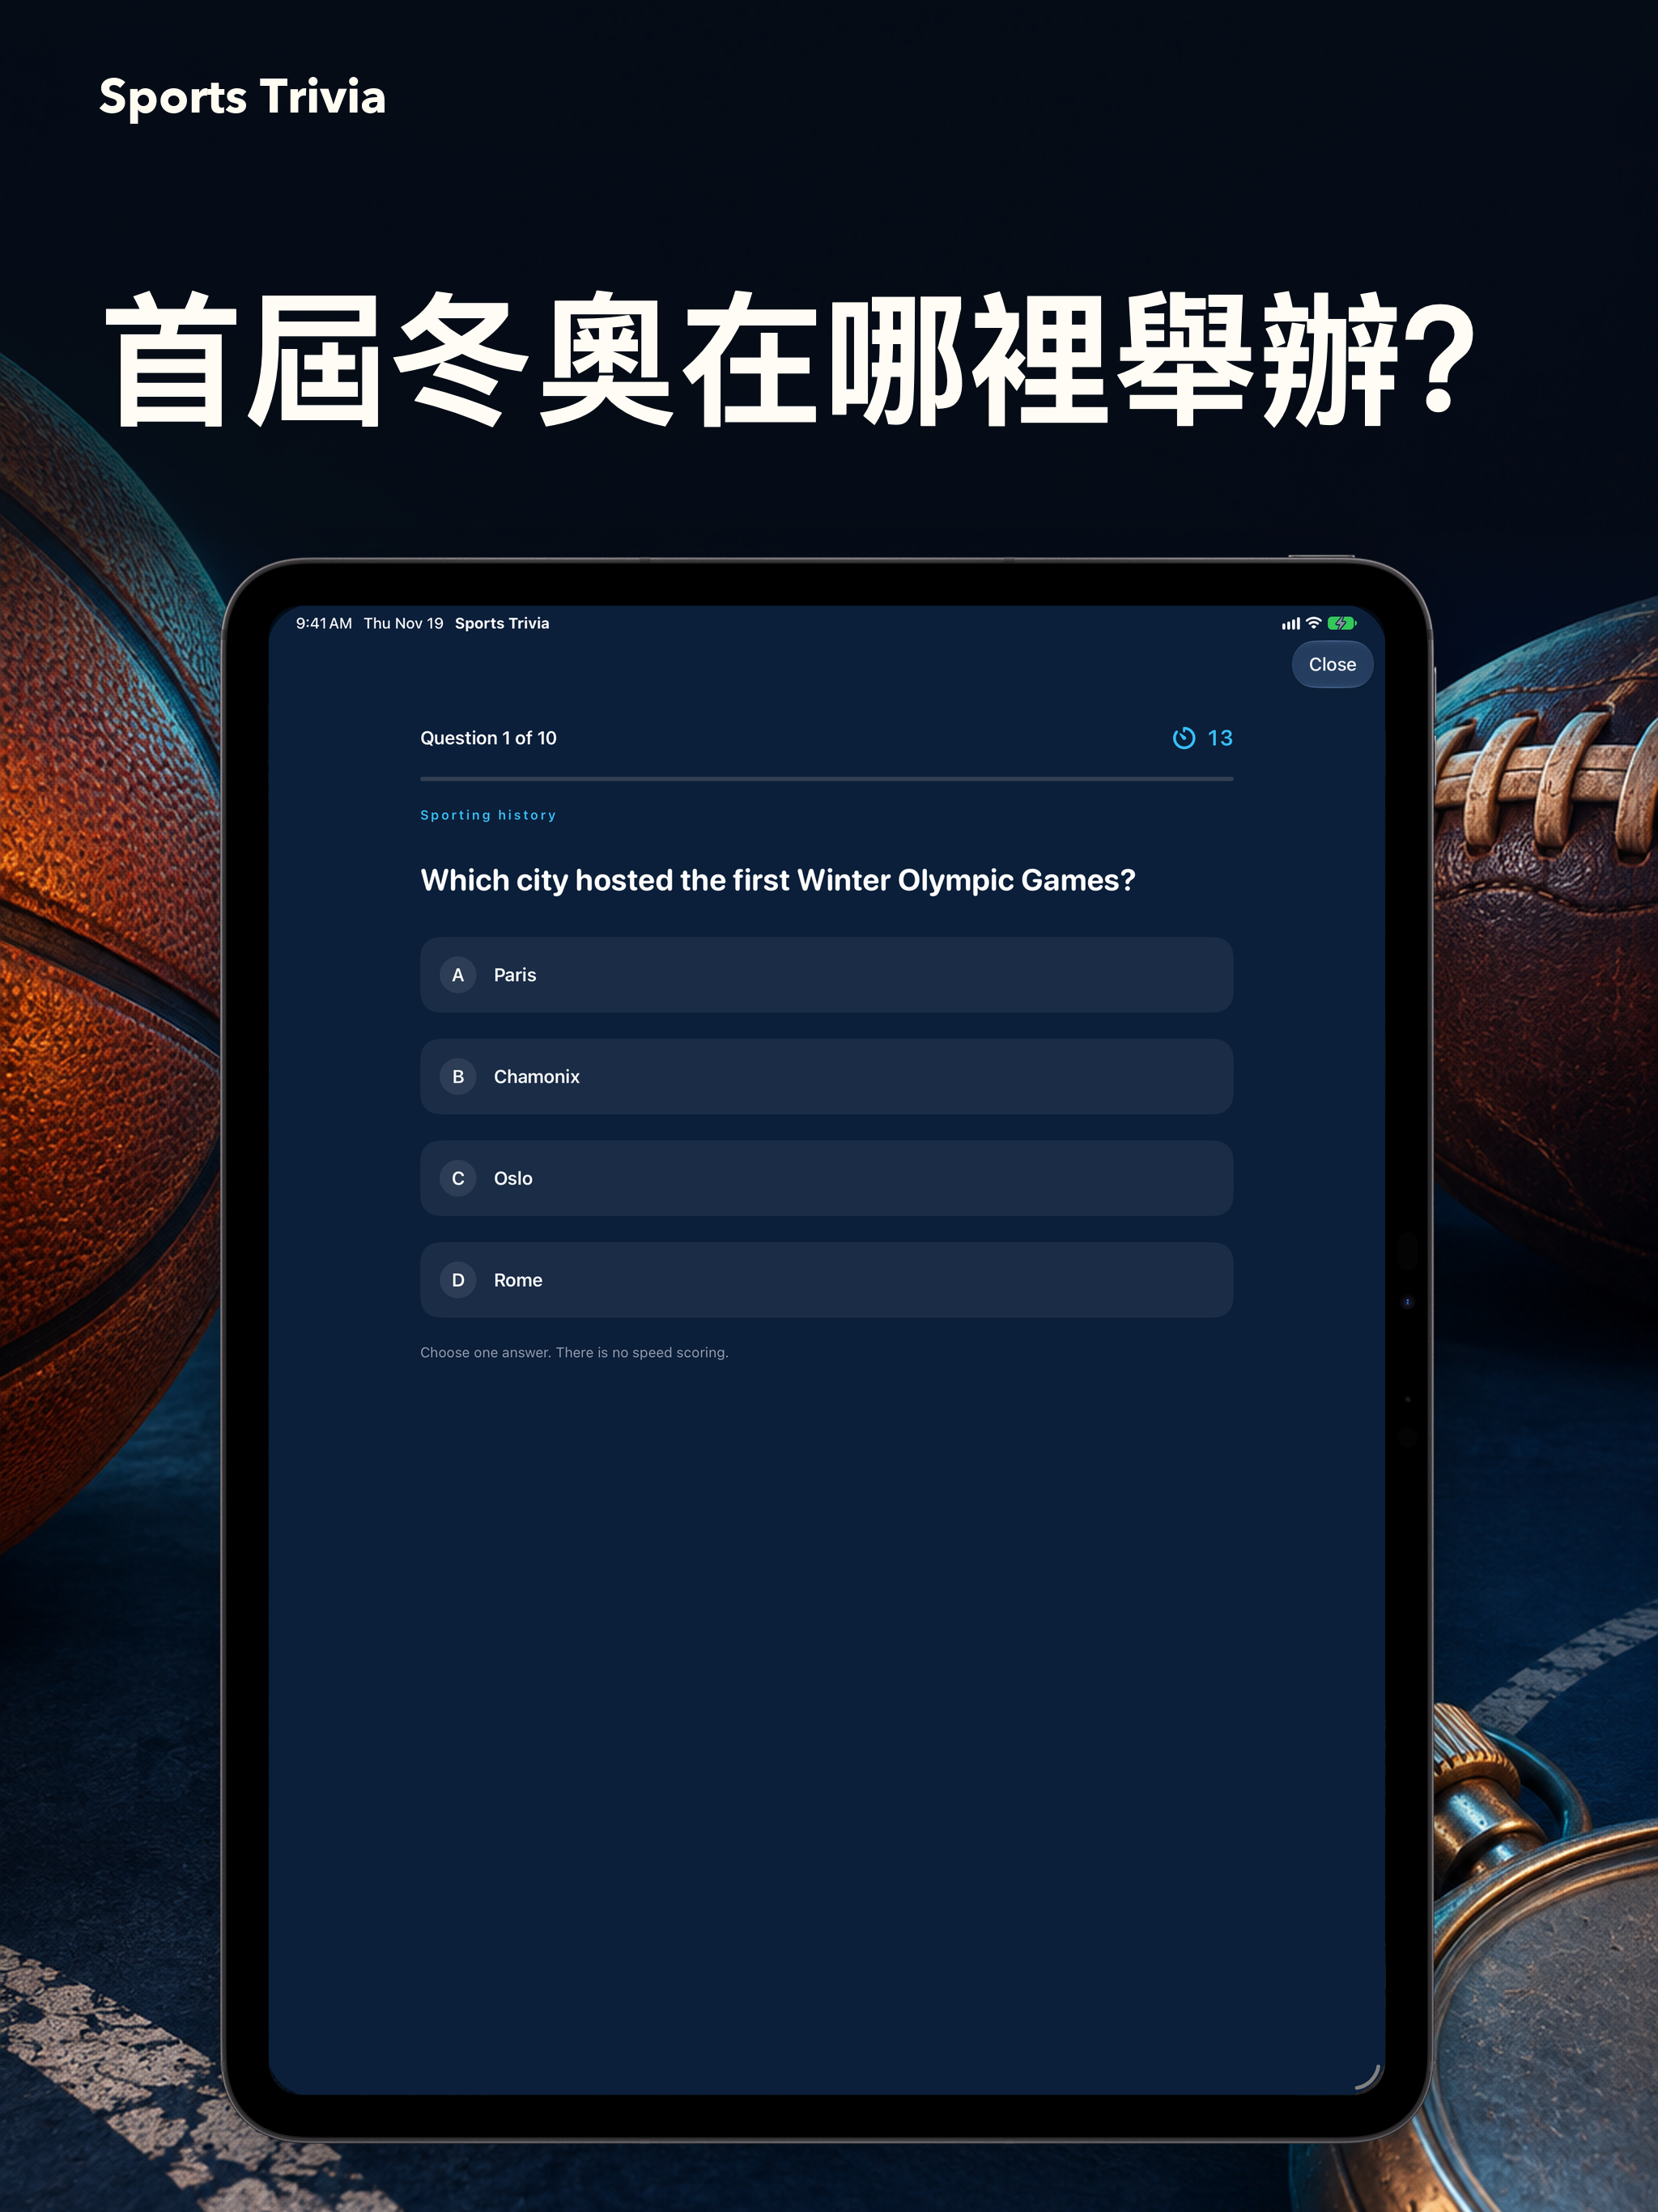 Sports Trivia
首屆冬奧在哪裡舉辦?
9:41 AM Thu Nov 19 Sports Trivia
Close
Question 1 of 10
13
Sporting history
Which city hosted the first Winter Olympic Games?
A Paris
B Chamonix
C Oslo
D Rome
Choose one answer. There is no speed scoring.